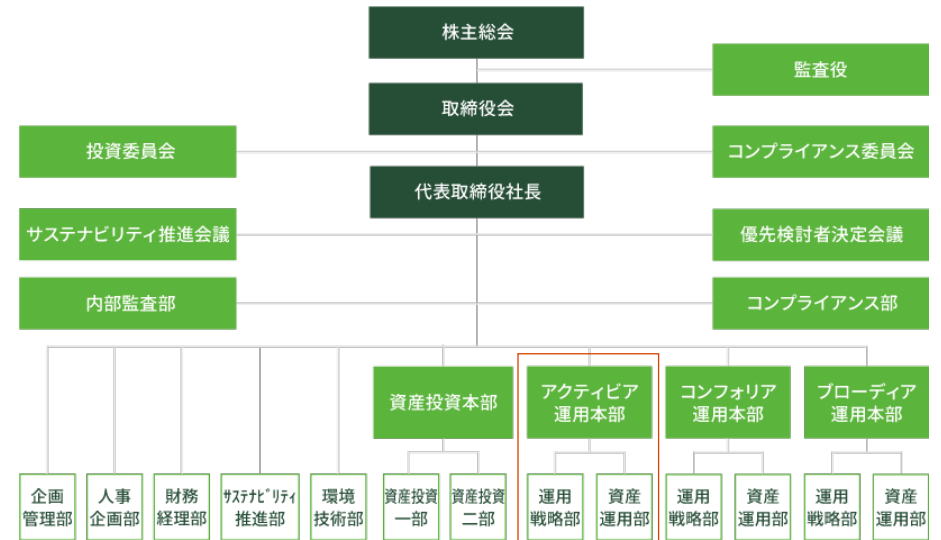 株主総会
監査役
取締役会
投資委員会
コンプライアンス委員会
代表取締役社長
サステナビリティ推進会議
優先検討者決定会議
内部監査部
コンプライアンス部
資産投資本部
アクティビア
運用本部
コンフォリア
運用本部
ブローディア
運用本部
企画
管理部
人事
企画部
財務
経理部
ｻｽﾃﾅﾋﾞﾘﾃｨ
推進部
環境
技術部
資産投資
一部
資産投資
二部
運用
戦略部
資産
運用部
運用
戦略部
資産
運用部
運用
戦略部
資産
運用部